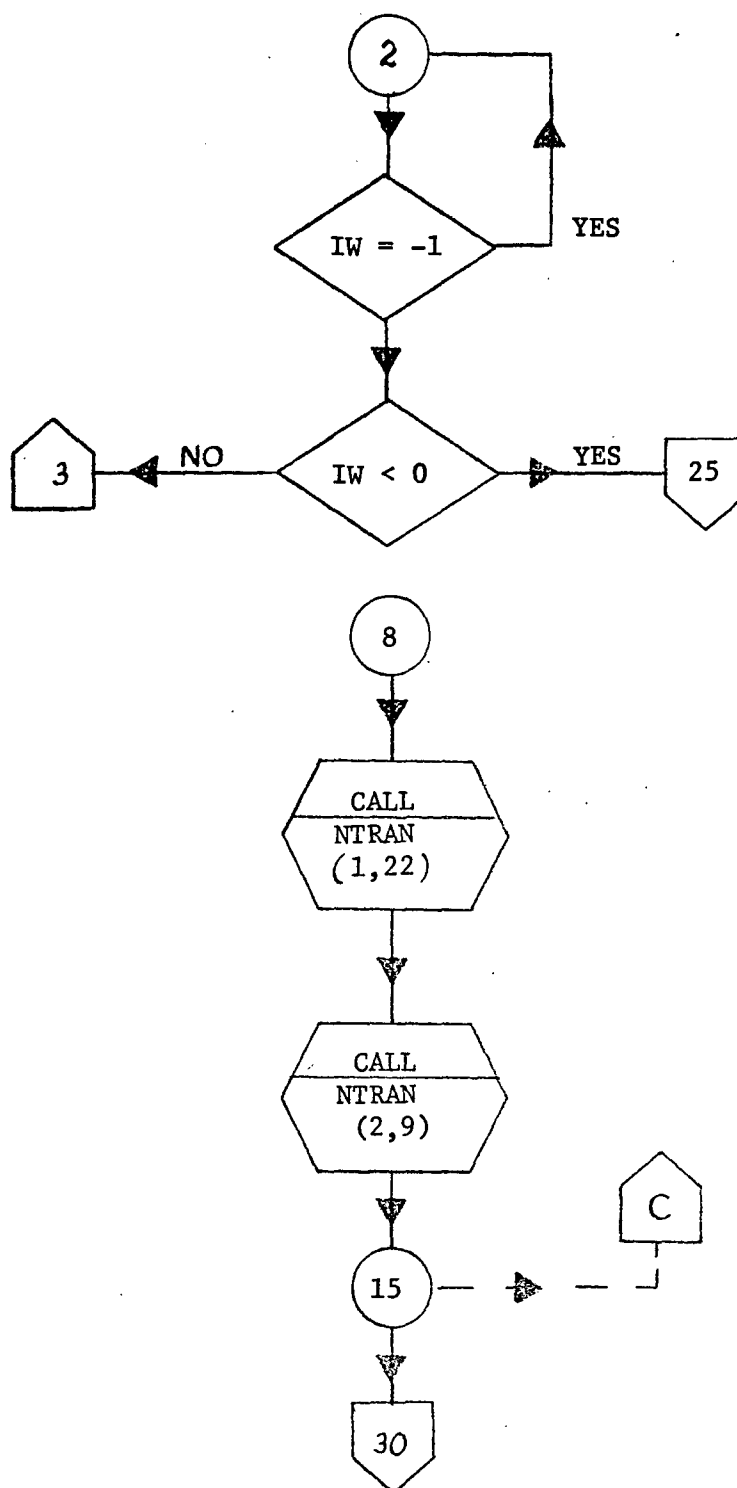 2
IW = -1
YES
3
NO
IW < 0
YES
25
8
CALL
NTRAN
(1,22)
CALL
NTRAN
(2,9)
C
15
30